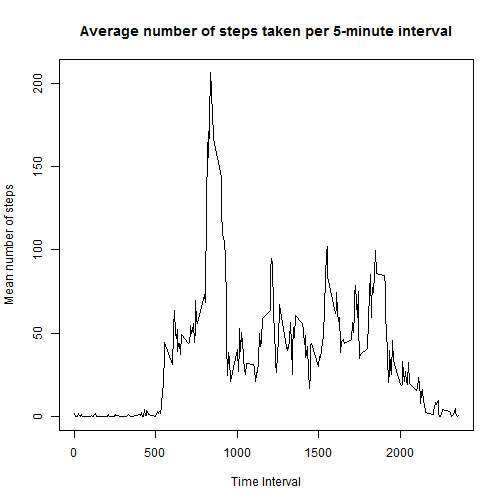 Average number of steps taken per 5-minute interval
Mean number of steps
200
150
100
50
0
0 500 1000 1500 2000
Time Interval